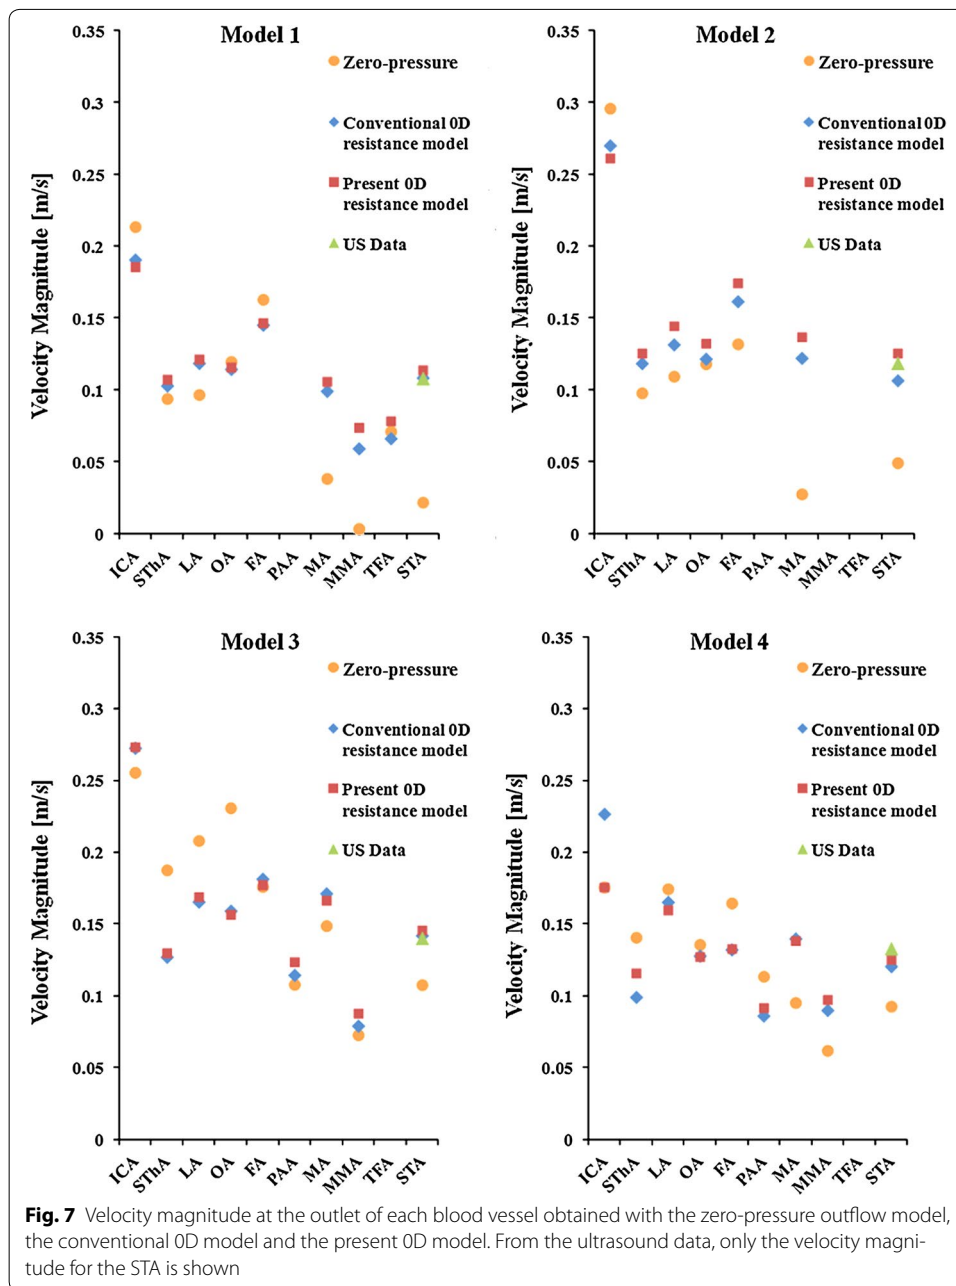 Model 1
Velocity Magnitude [m/s]
0.35
0.3
0.25
0.2
0.15
0.1
0.05
0
Zero-pressure
Conventional 0D
resistance model
Present 0D
resistance model
US Data
ICA
SThA
LA
OA
FA
PAA
MA
MMA
TFA
STA
Model 2
Velocity Magnitude [m/s]
0.35
0.3
0.25
0.2
0.15
0.1
0.05
0
Zero-pressure
Conventional 0D
resistance model
Present 0D
resistance model
US Data
ICA
SThA
LA
OA
FA
PAA
MA
MMA
TFA
STA
Model 3
Velocity Magnitude [m/s]
0.35
0.3
0.25
0.2
0.15
0.1
0.05
0
Zero-pressure
Conventional 0D
resistance model
Present 0D
resistance model
US Data
ICA
SThA
LA
OA
FA
PAA
MA
MMA
TFA
STA
Model 4
Velocity Magnitude [m/s]
0.35
0.3
0.25
0.2
0.15
0.1
0.05
0
Zero-pressure
Conventional 0D
resistance model
Present 0D
resistance model
US Data
ICA
SThA
LA
OA
FA
PAA
MA
MMA
TFA
STA
Fig. 7 Velocity magnitude at the outlet of each blood vessel obtained with the zero-pressure outflow model,
the conventional 0D model and the present 0D model. From the ultrasound data, only the velocity magni-
tude for the STA is shown